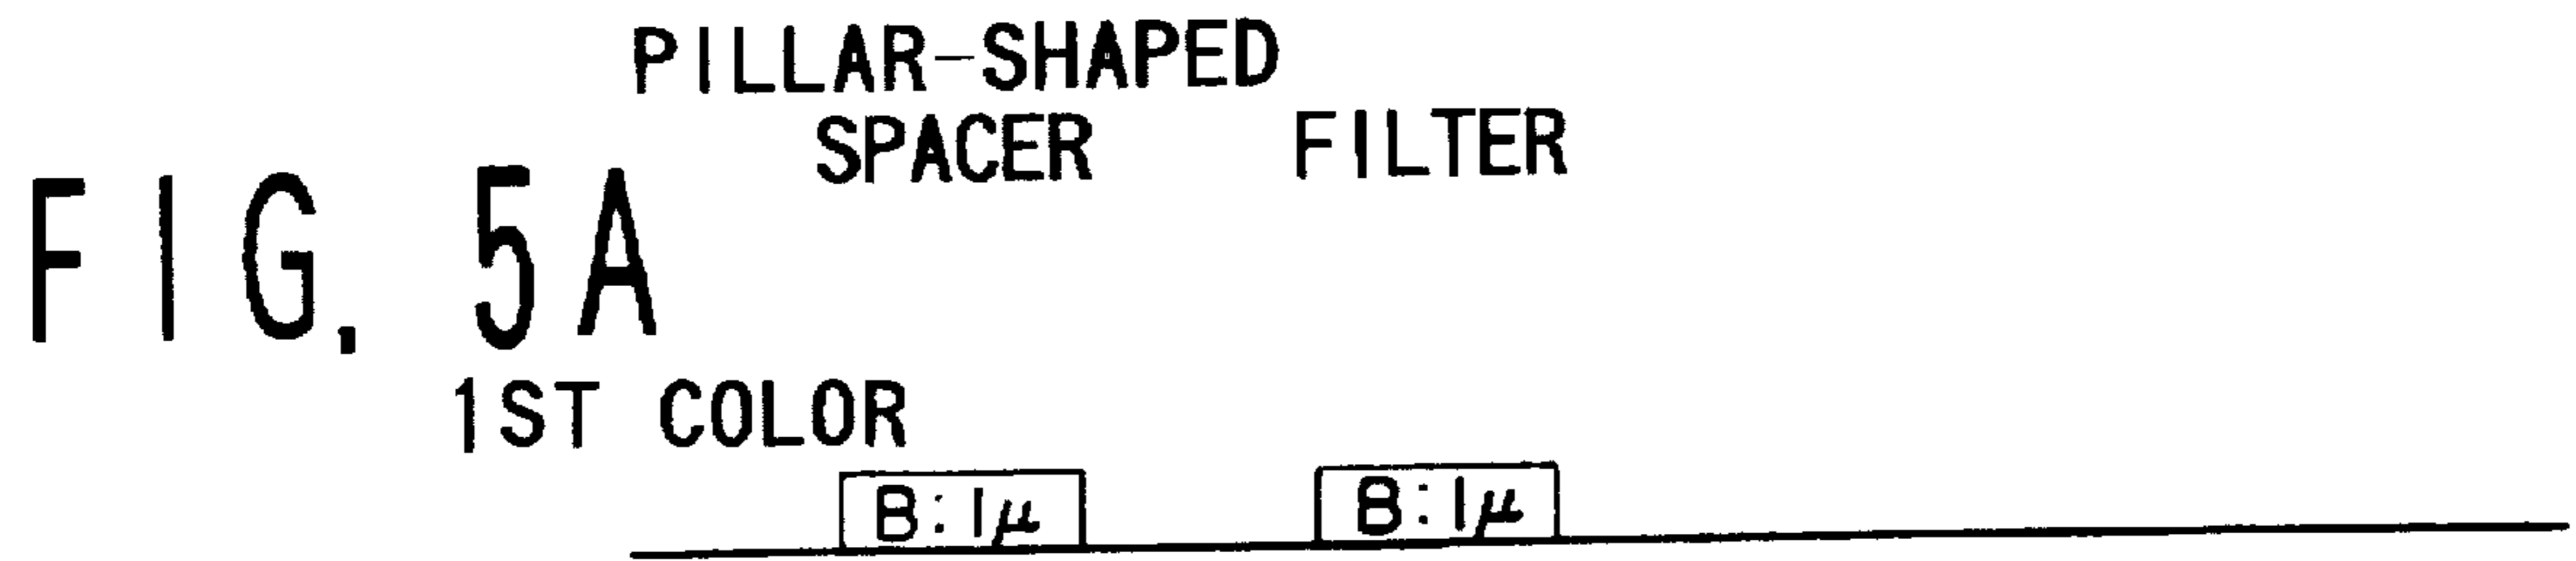 PILLAR-SHAPED
SPACER FILTER
FIG. 5A
1ST COLOR
B:1μ B:1μ